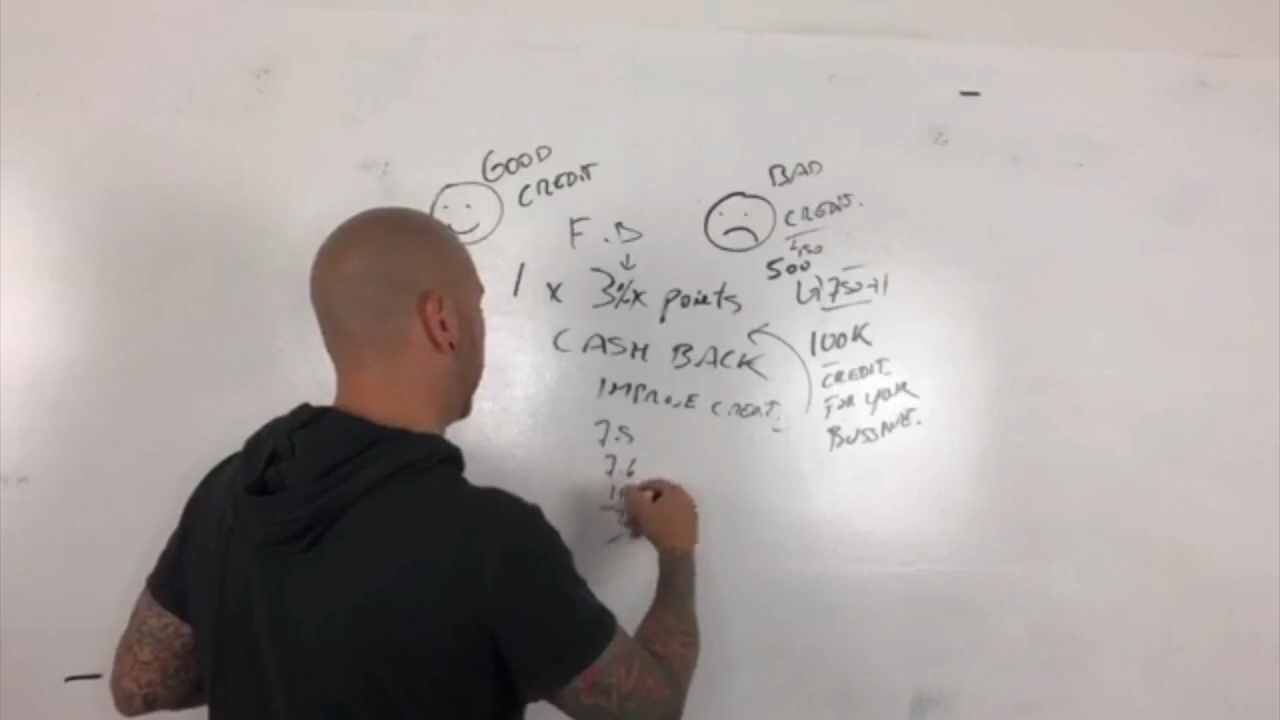 GOOD
CREDIT
F.D
1 x 3%x points
CASH BACK
IMPROVE CREDIT
7.5
7.6
BAD
CREDIT.
500
100K
CREDIT
FOR YOUR